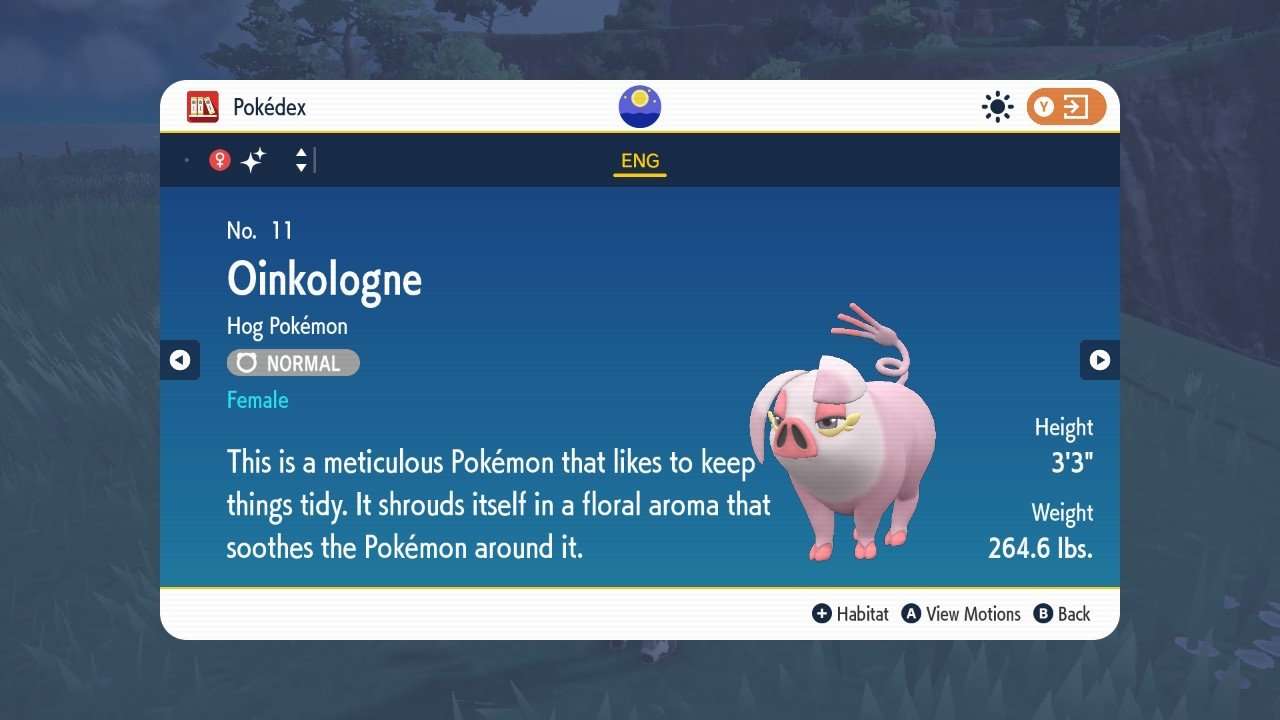 Pokédex
Y
ENG
No. 11
Oinkologne
Hog Pokémon
NORMAL
Female
This is a meticulous Pokémon that likes to keep
things tidy. It shrouds itself in a floral aroma that
soothes the Pokémon around it.
Height
3'3"
Weight
264.6 lbs.
+ Habitat A View Motions B Back